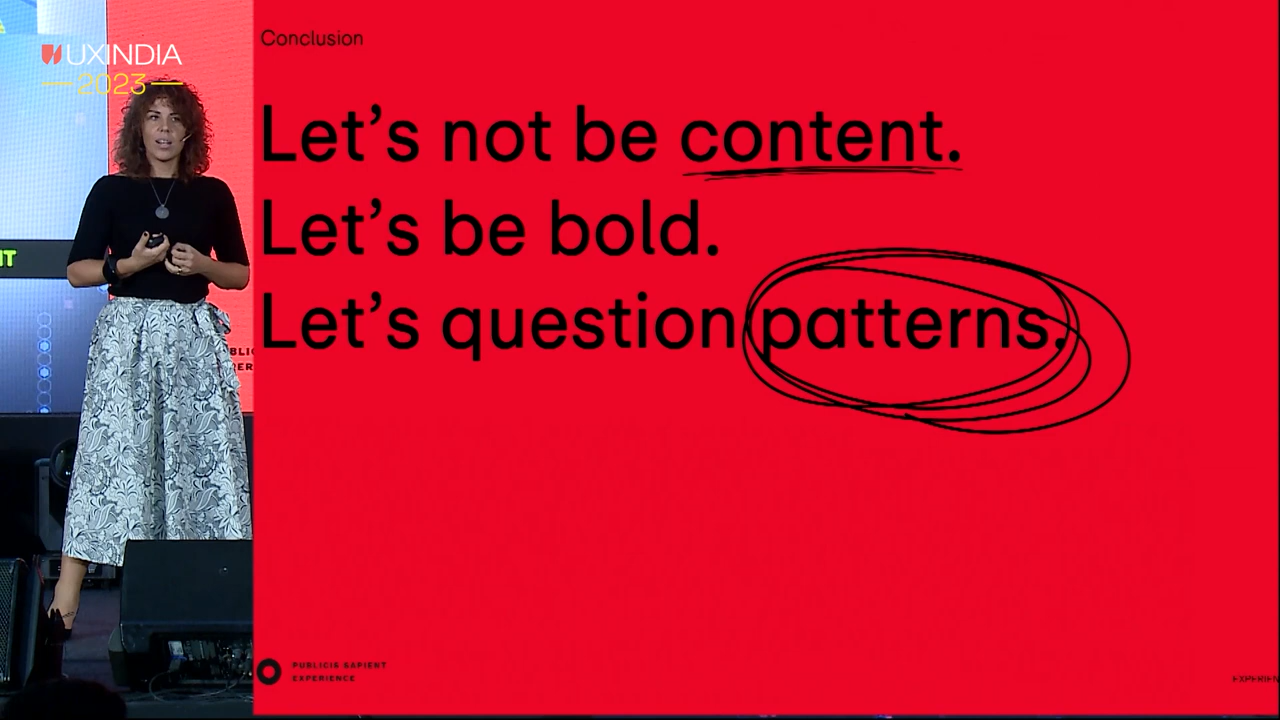 UXINDIA
2023
Conclusion
Let's not be content.
Let's be bold.
Let's question patterns.
PUBLICIS SAPIENT
EXPERIENCE